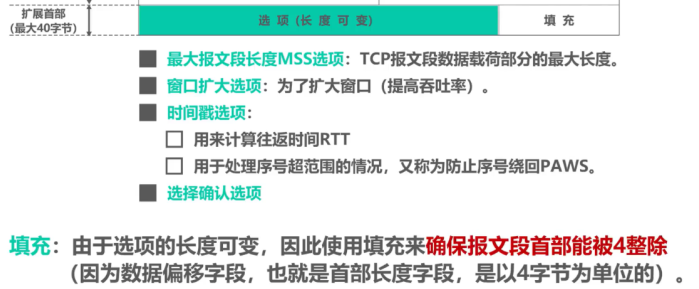 扩展首部
(最大40字节)
选 项 (长 度 可 变)
填 充
最大报文段长度MSS选项：TCP报文段数据载荷部分的最大长度。
窗口扩大选项：为了扩大窗口（提高吞吐率）。
时间戳选项：
用来计算往返时间RTT
用于处理序号超范围的情况，又称为防止序号绕回PAWS。
选择确认选项
填充：由于选项的长度可变，因此使用填充来确保报文段首部能被4整除
（因为数据偏移字段，也就是首部长度字段，是以4字节为单位的）。